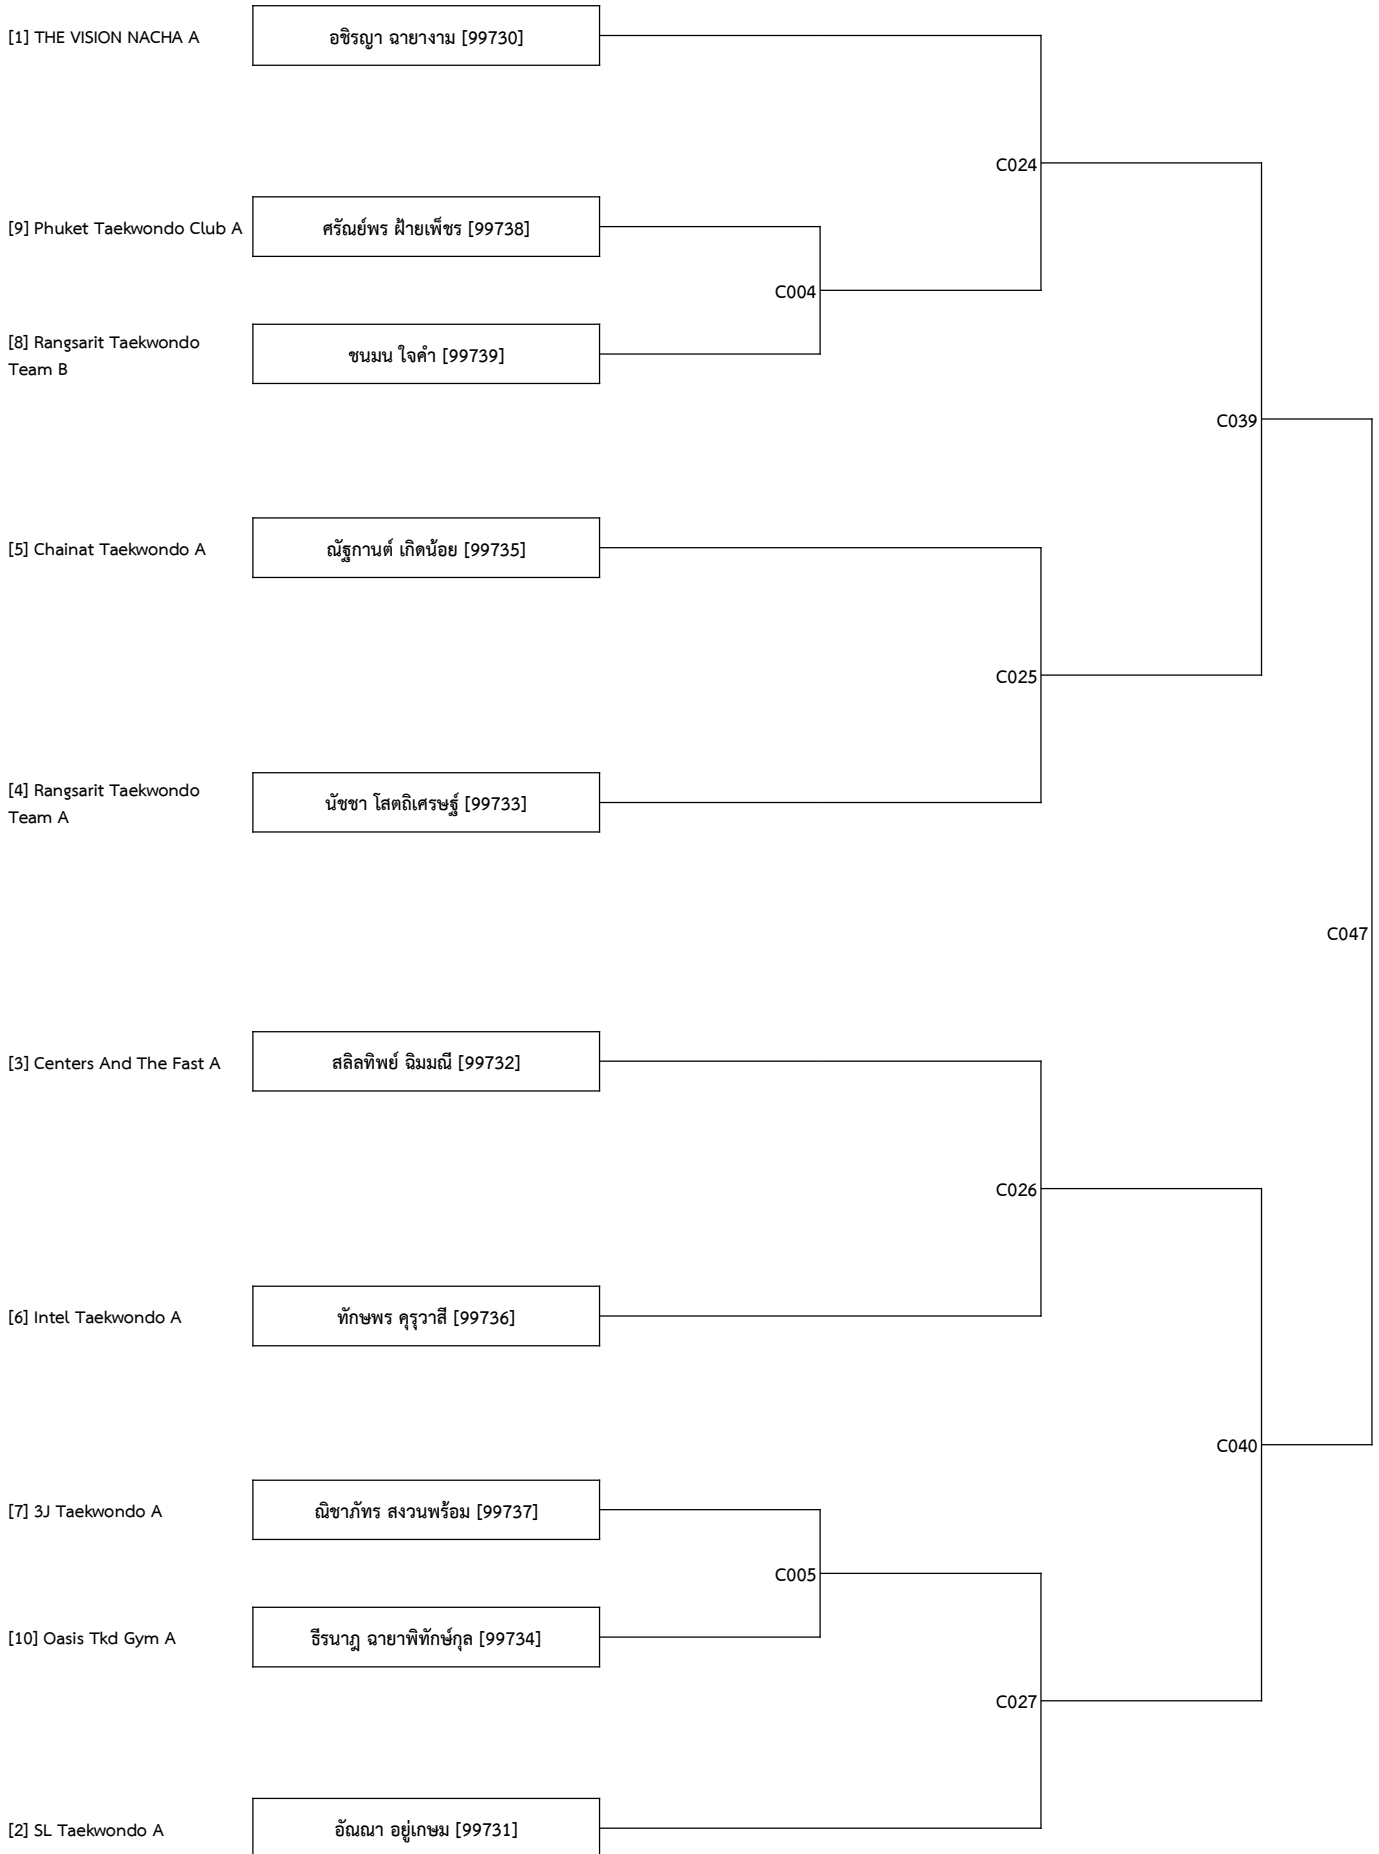 [1] THE VISION NACHA A
อชิรญา ฉายางาม [99730]
C024
[9] Phuket Taekwondo Club A
ศรัณย์พร ฝ้ายเพ็ชร [99738]
C004
[8] Rangsarit Taekwondo
Team B
ชนมน ใจคำ [99739]
C039
[5] Chainat Taekwondo A
ณัฐกานต์ เกิดน้อย [99735]
C025
[4] Rangsarit Taekwondo
Team A
นัชชา โสตถิเศรษฐ์ [99733]
C047
[3] Centers And The Fast A
สลิลทิพย์ ฉิมมณี [99732]
C026
[6] Intel Taekwondo A
ทักษพร คุรุวาสี [99736]
C040
[7] 3J Taekwondo A
ณิชาภัทร สงวนพร้อม [99737]
C005
[10] Oasis Tkd Gym A
ธีรนาฎ ฉายาพิทักษ์กุล [99734]
C027
[2] SL Taekwondo A
อัณณา อยู่เกษม [99731]